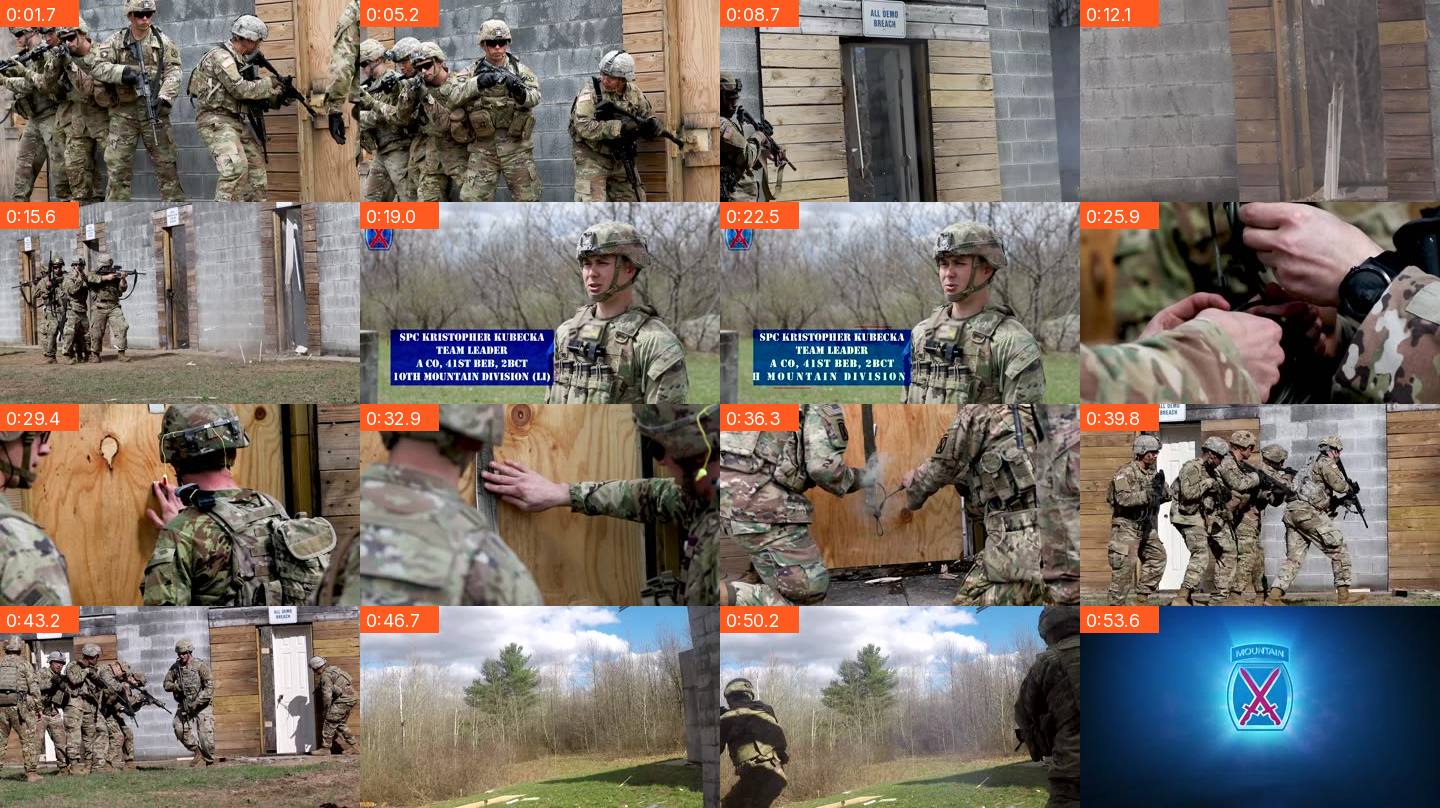 0:01.7
0:05.2
0:08.7
ALL DEMO
BREACH
0:12.1
0:15.6
0:19.0
SPC KRISTOPHER KUBECKA
TEAM LEADER
A CO, 41ST BEB, 2BCT
10TH MOUNTAIN DIVISION (LI)
0:22.5
SPC KRISTOPHER KUBECKA
TEAM LEADER
A CO, 41ST BEB, 2BCT
H MOUNTAIN DIVISION
0:25.9
0:29.4
0:32.9
0:36.3
0:39.8
ALL DEMO
BREACH
0:43.2
ALL DEMO
BREACH
0:46.7
0:50.2
0:53.6
MOUNTAIN